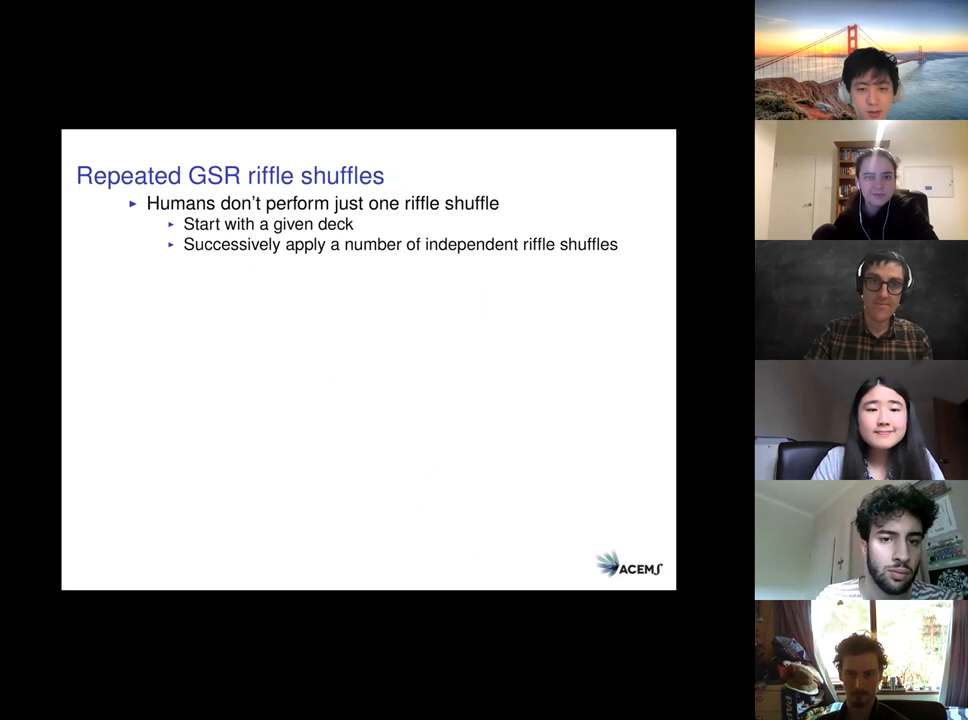 Repeated GSR riffle shuffles
Humans don't perform just one riffle shuffle
Start with a given deck
Successively apply a number of independent riffle shuffles
ACEMS